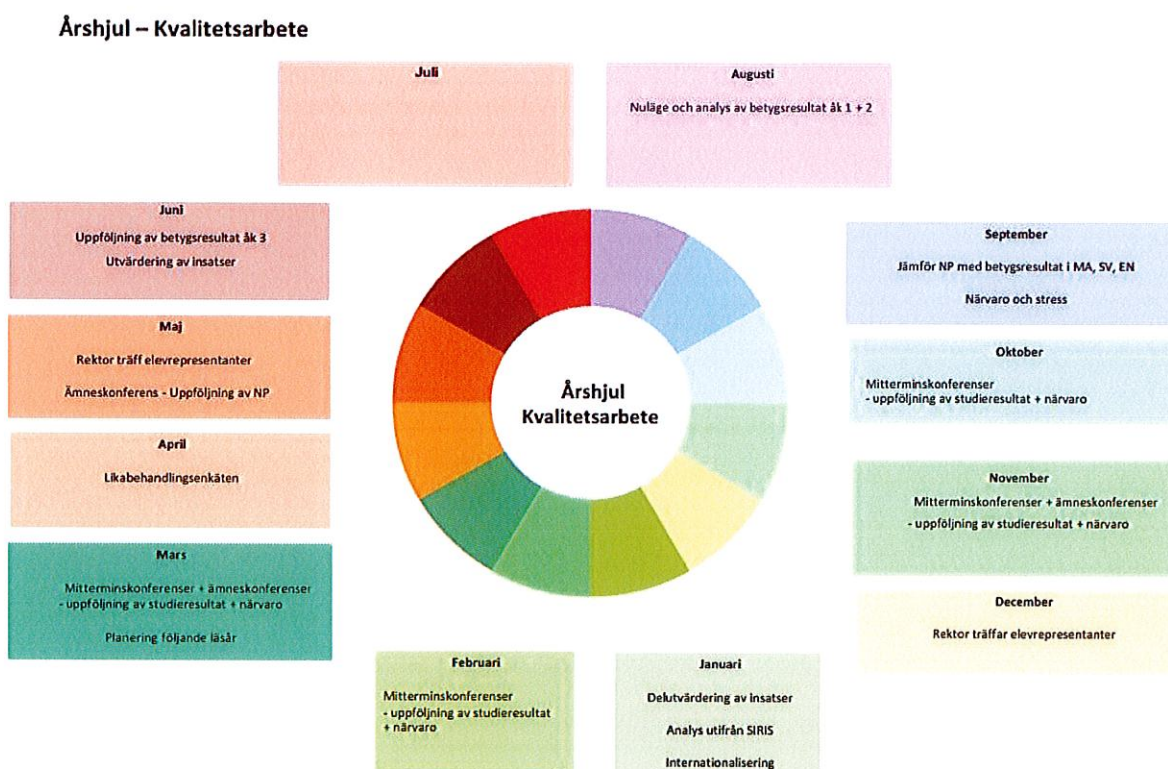 Årshjul – Kvalitetsarbete
Juli
Augusti
Nuläge och analys av betygsresultat åk 1 + 2
Juni
Uppföljning av betygsresultat åk 3
Utvärdering av insatser
September
Jämför NP med betygsresultat i MA, SV, EN
Närvaro och stress
Maj
Rektor träff elevrepresentanter
Ämneskonferens - Uppföljning av NP
Oktober
Mitterminskonferenser
- uppföljning av studieresultat + närvaro
Årshjul
Kvalitetsarbete
April
Likabehandlingsenkäten
November
Mitterminskonferenser + ämneskonferenser
- uppföljning av studieresultat + närvaro
Mars
Mitterminskonferenser + ämneskonferenser
- uppföljning av studieresultat + närvaro
Planering följande läsår
December
Rektor träffar elevrepresentanter
Februari
Mitterminskonferenser
- uppföljning av studieresultat
+ närvaro
Januari
Delutvärdering av insatser
Analys utifrån SIRIS
Internationalisering